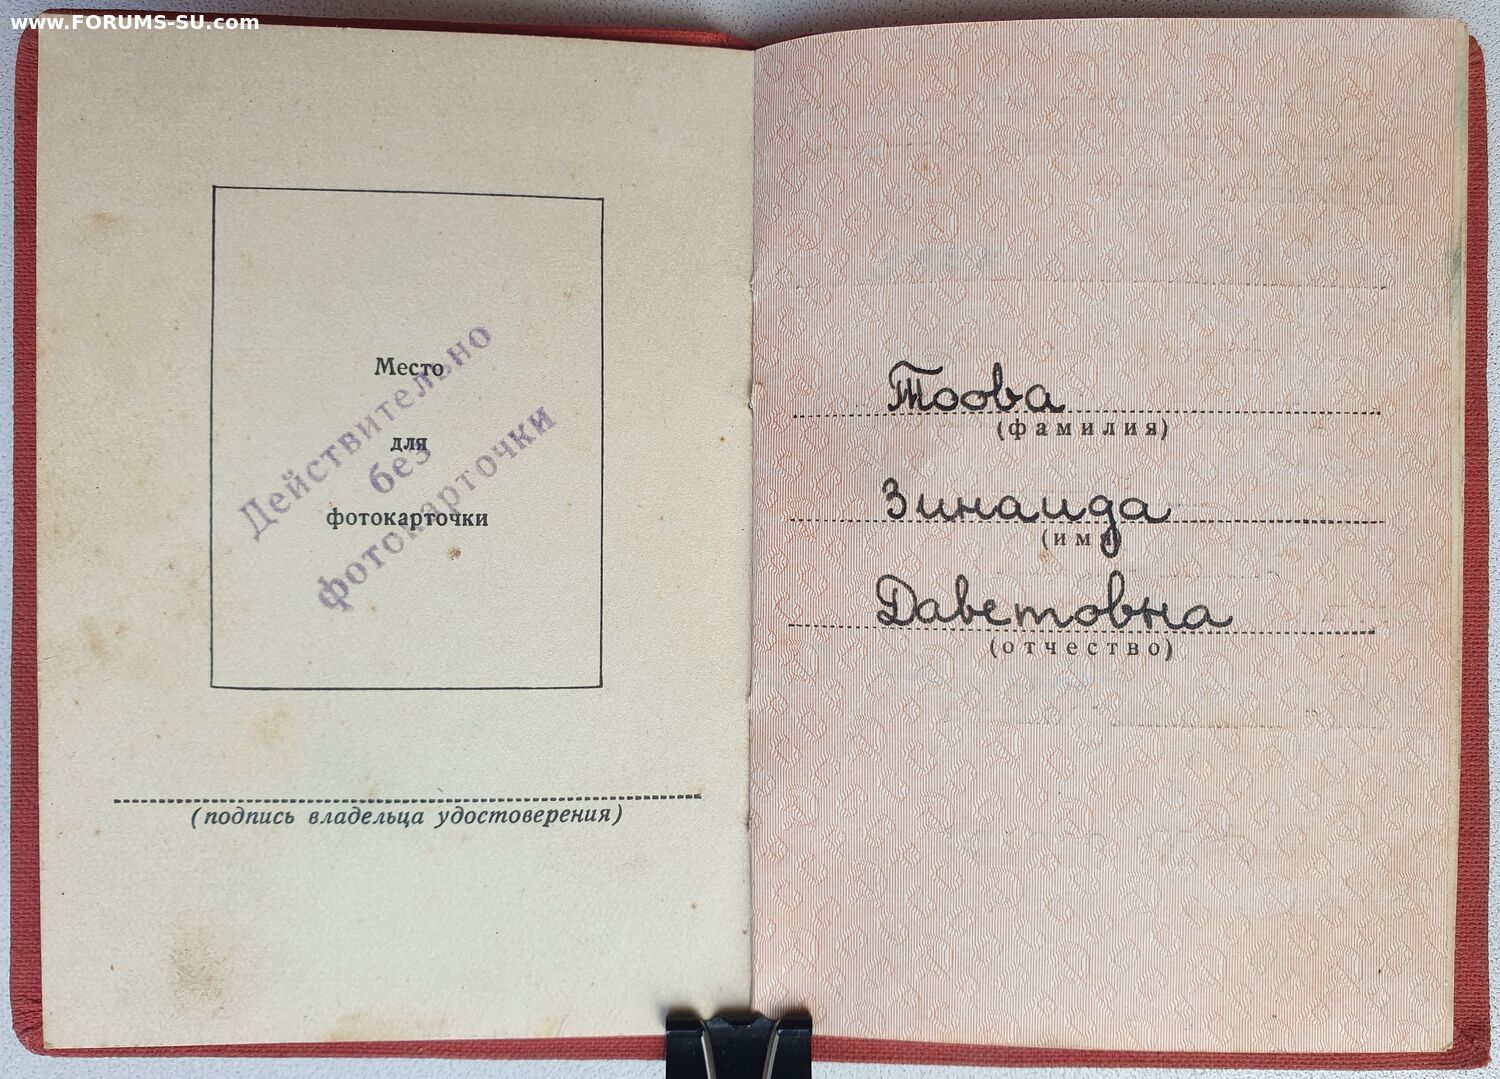 www.FORUMS-SU.com
Место
для
фотокарточки
Действительно
без
фотокарточки
(подпись владельца удостоверения)
Тоова
(фамилия)
Зинаида
(имя)
Даветовна
(отчество)